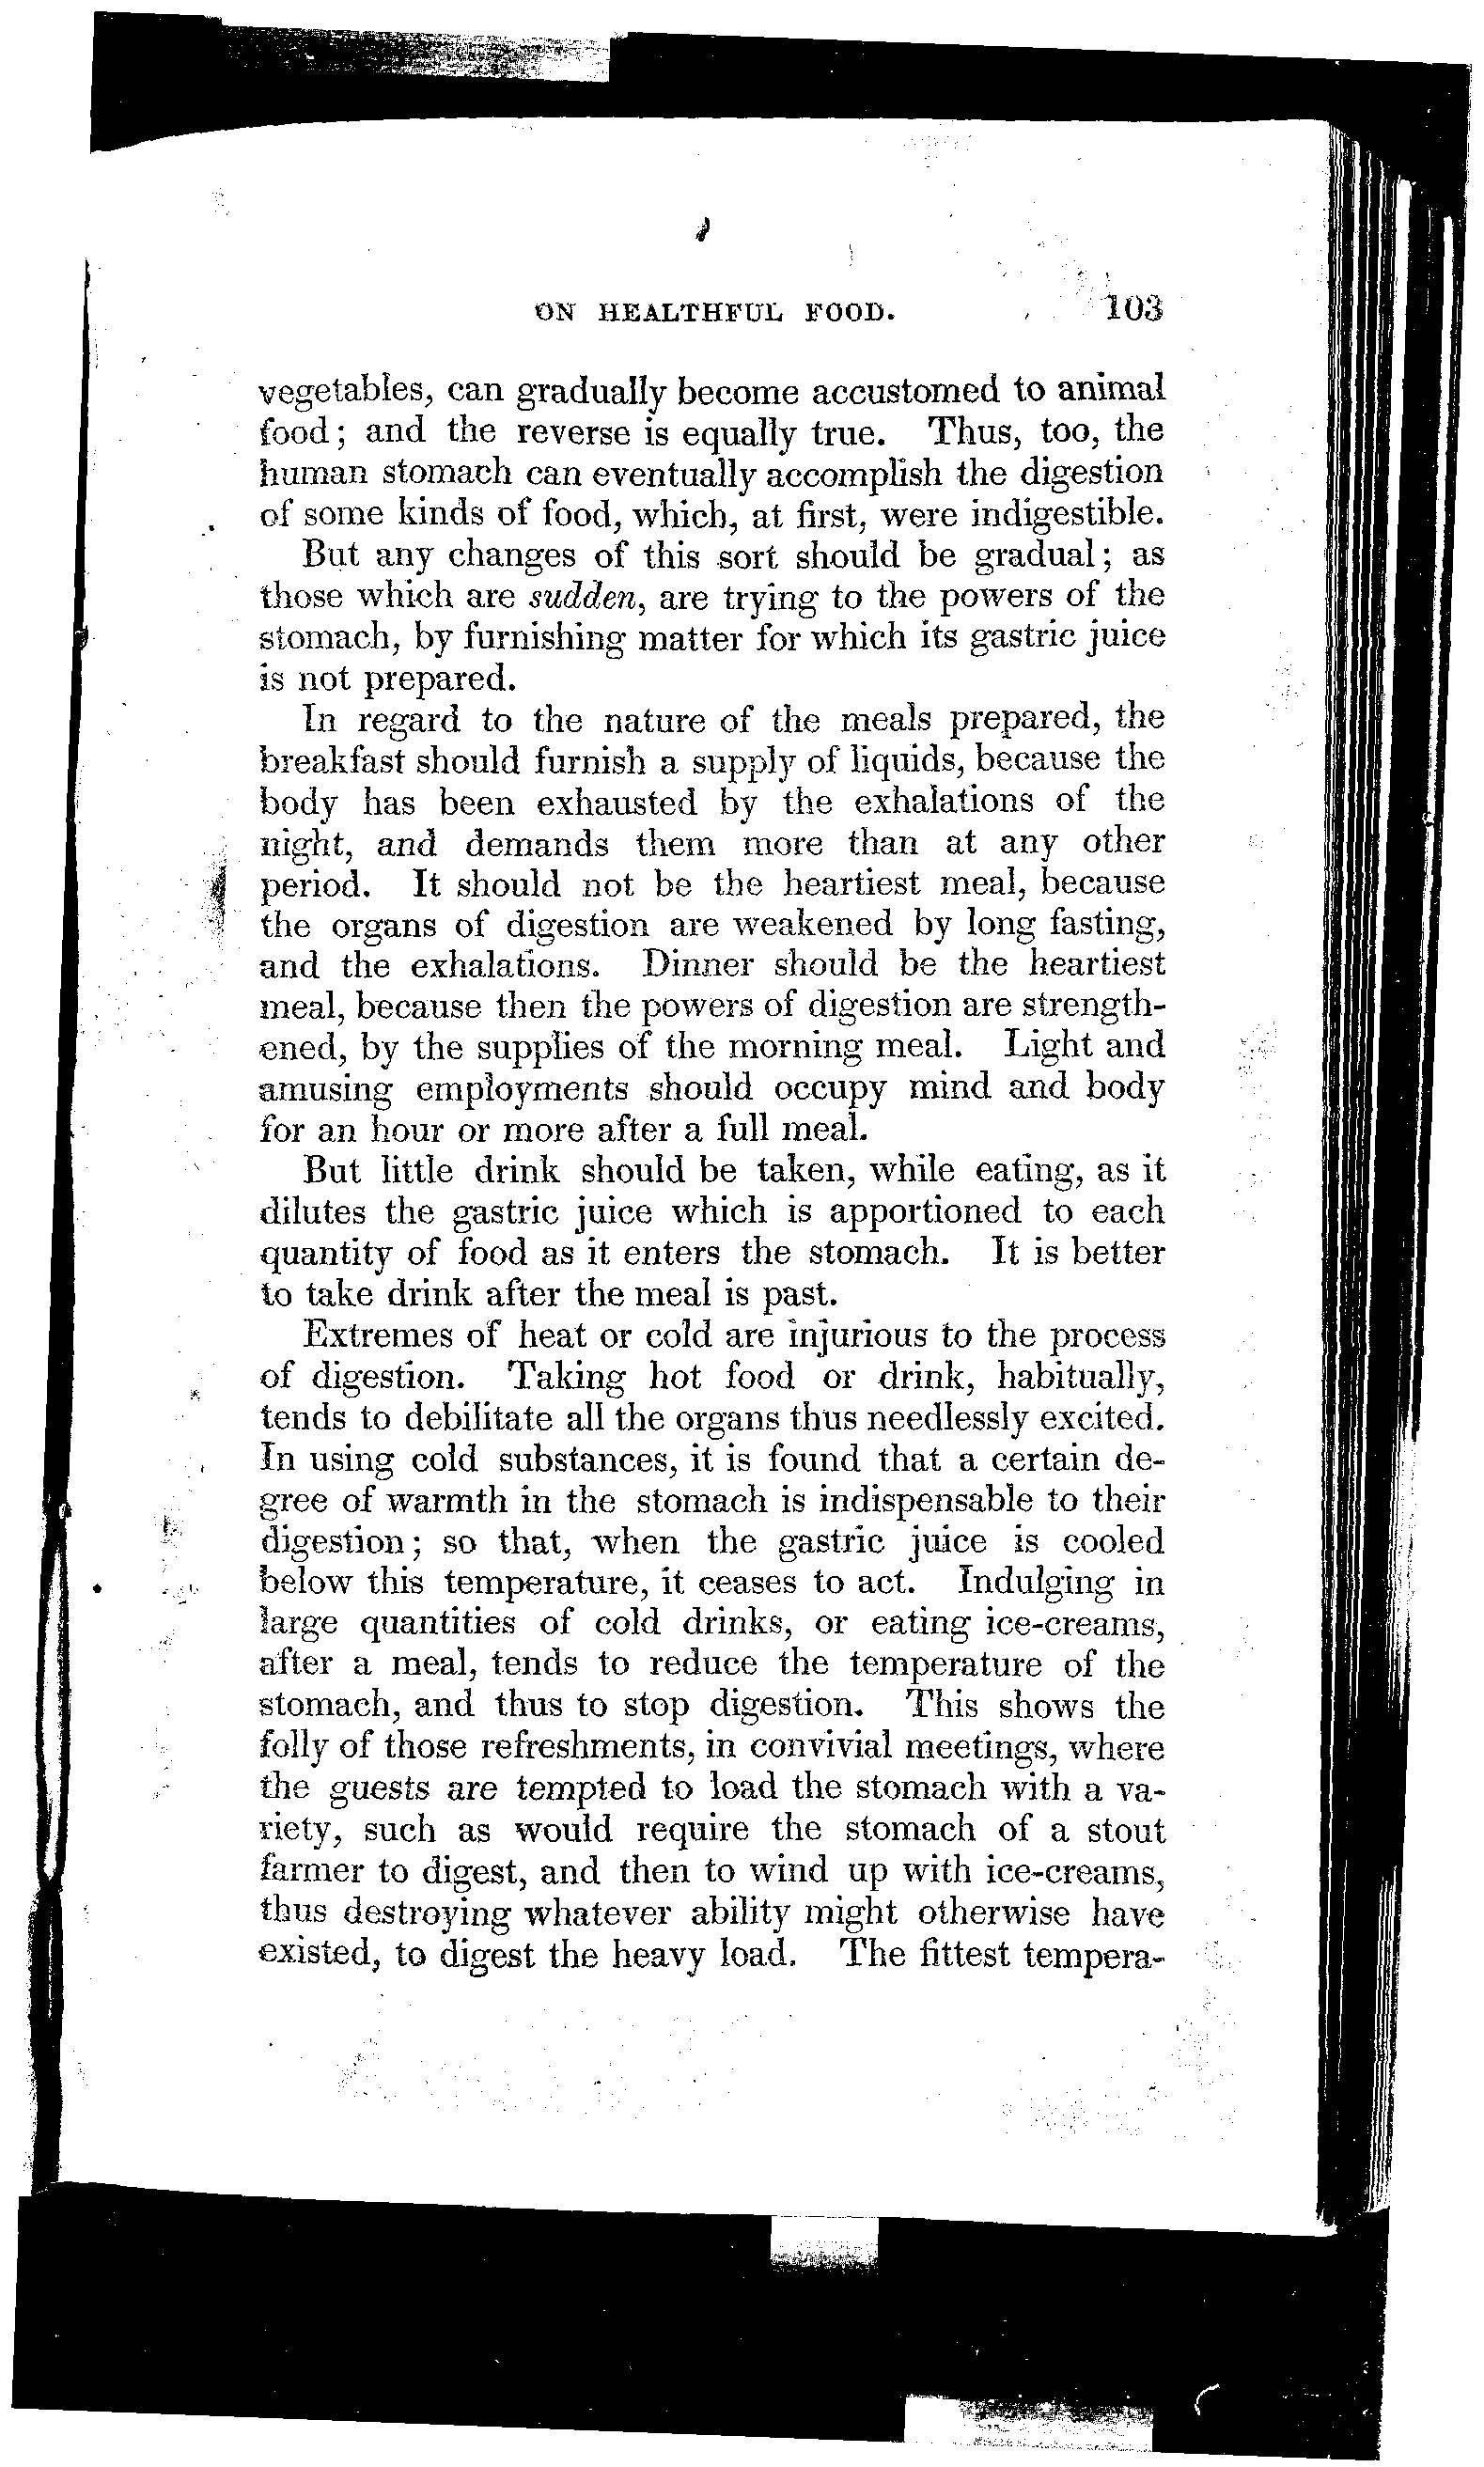 ON HEALTHFUL FOOD. 103
vegetables, can gradually become accustomed to animal
food; and the reverse is equally true. Thus, too, the
human stomach can eventually accomplish the digestion
of some kinds of food, which, at first, were indigestible.
But any changes of this sort should be gradual; as
those which are sudden, are trying to the powers of the
stomach, by furnishing matter for which its gastric juice
is not prepared.
In regard to the nature of the meals prepared, the
breakfast should furnish a supply of liquids, because the
body has been exhausted by the exhalations of the
night, and demands them more than at any other
period. It should not be the heartiest meal, because
the organs of digestion are weakened by long fasting,
and the exhalations. Dinner should be the heartiest
meal, because then the powers of digestion are strength-
ened, by the supplies of the morning meal. Light and
amusing employments should occupy mind and body
for an hour or more after a full meal.
But little drink should be taken, while eating, as it
dilutes the gastric juice which is apportioned to each
quantity of food as it enters the stomach. It is better
to take drink after the meal is past.
Extremes of heat or cold are injurious to the process
of digestion. Taking hot food or drink, habitually,
tends to debilitate all the organs thus needlessly excited.
In using cold substances, it is found that a certain de-
gree of warmth in the stomach is indispensable to their
digestion; so that, when the gastric juice is cooled
below this temperature, it ceases to act. Indulging in
large quantities of cold drinks, or eating ice-creams,
after a meal, tends to reduce the temperature of the
stomach, and thus to stop digestion. This shows the
folly of those refreshments, in convivial meetings, where
the guests are tempted to load the stomach with a va-
riety, such as would require the stomach of a stout
farmer to digest, and then to wind up with ice-creams,
thus destroying whatever ability might otherwise have
existed, to digest the heavy load. The fittest tempera-